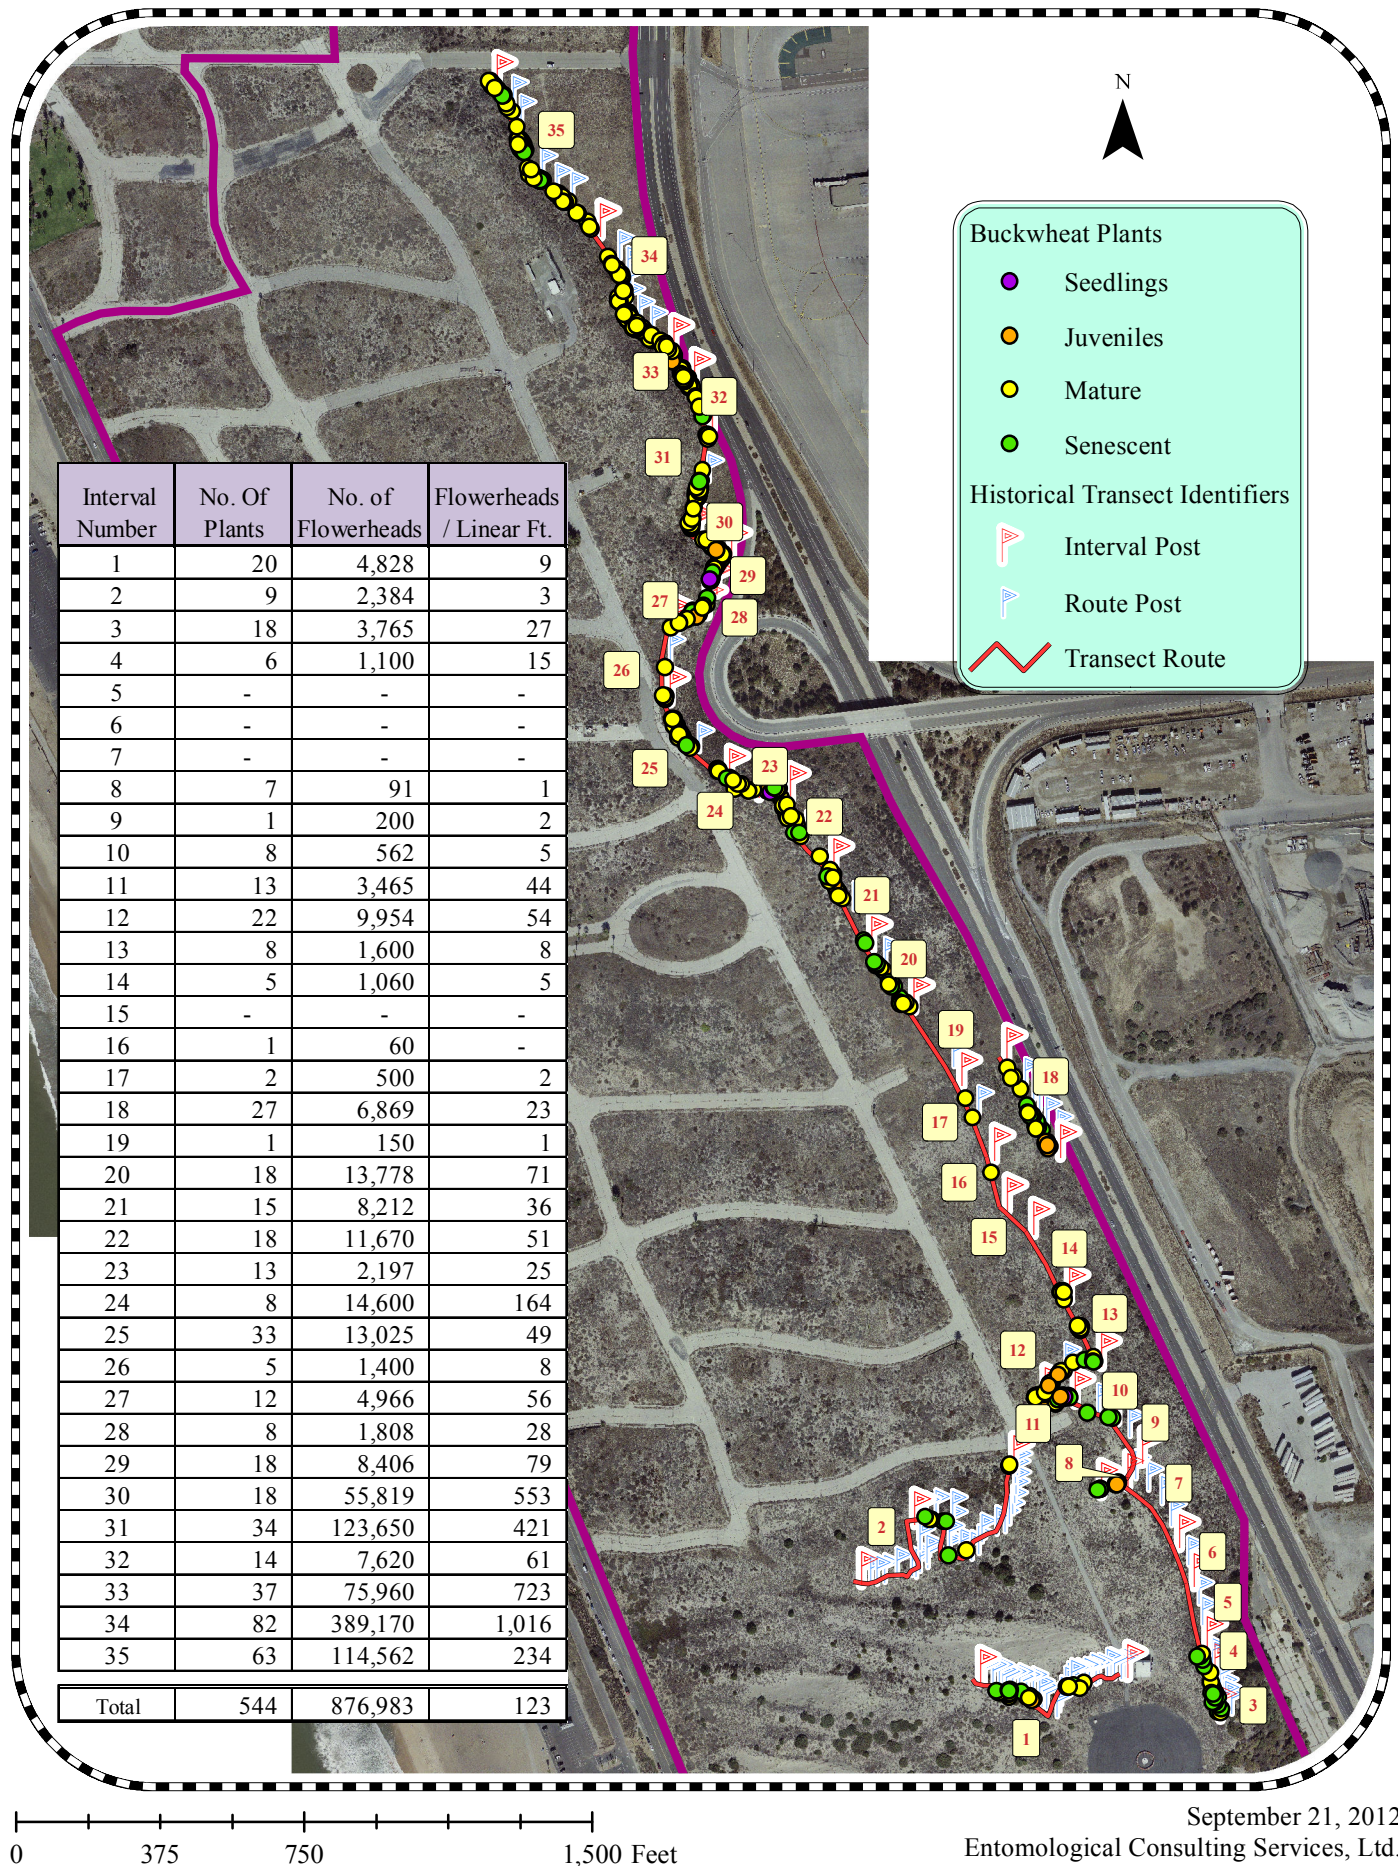 N
Buckwheat Plants
Seedlings
Juveniles
Mature
Senescent
Historical Transect Identifiers
Interval Post
Route Post
Transect Route
35
34
33
32
31
30
29
28
27
26
25
24
23
22
21
20
19
18
17
16
15
14
13
12
11
10
9
8
7
6
5
4
3
2
1
Interval Number No. Of Plants No. of Flowerheads Flowerheads / Linear Ft.
1 20 4,828 9
2 9 2,384 3
3 18 3,765 27
4 6 1,100 15
5 - - -
6 - - -
7 - - -
8 7 91 1
9 1 200 2
10 8 562 5
11 13 3,465 44
12 22 9,954 54
13 8 1,600 8
14 5 1,060 5
15 - - -
16 1 60 -
17 2 500 2
18 27 6,869 23
19 1 150 1
20 18 13,778 71
21 15 8,212 36
22 18 11,670 51
23 13 2,197 25
24 8 14,600 164
25 33 13,025 49
26 5 1,400 8
27 12 4,966 56
28 8 1,808 28
29 18 8,406 79
30 18 55,819 553
31 34 123,650 421
32 14 7,620 61
33 37 75,960 723
34 82 389,170 1,016
35 63 114,562 234
Total 544 876,983 123
0 375 750 1,500 Feet
September 21, 2012
Entomological Consulting Services, Ltd.